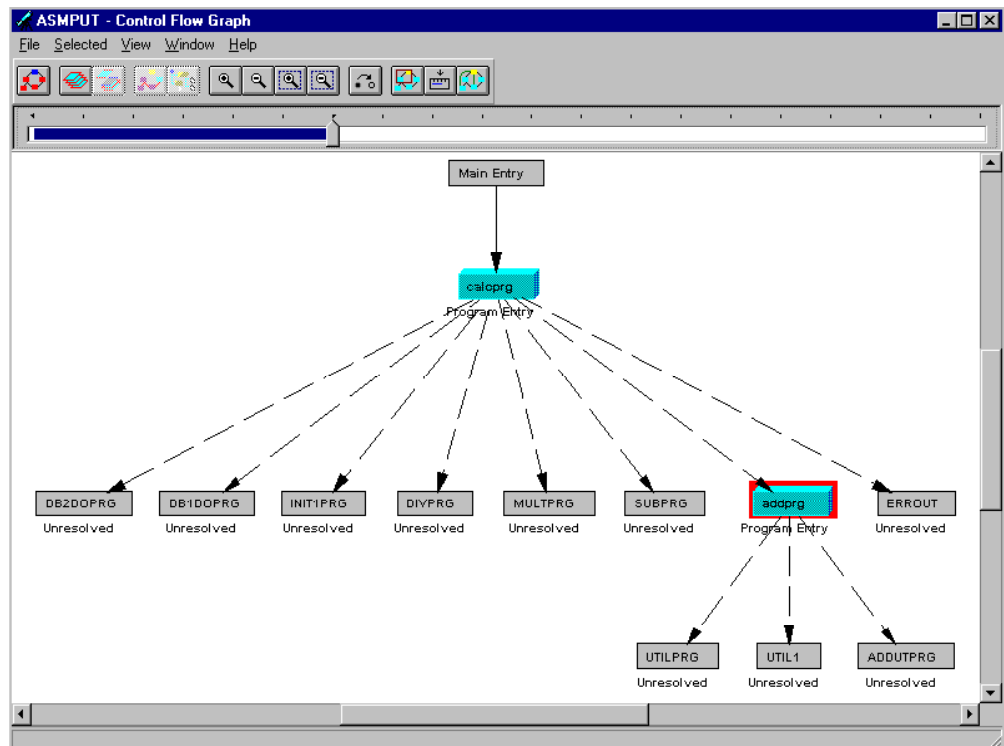 ASMPUT - Control Flow Graph
File Selected View Window Help
Main Entry
calcprg
Program Entry
DB2DOPRG DB1DOPRG INIT1PRG DIVPRG MULTPRG SUBPRG addprg ERROUT
Unresolved Unresolved Unresolved Unresolved Unresolved Unresolved Program Entry Unresolved
UTILPRG UTIL1 ADDUTPRG
Unresolved Unresolved Unresolved